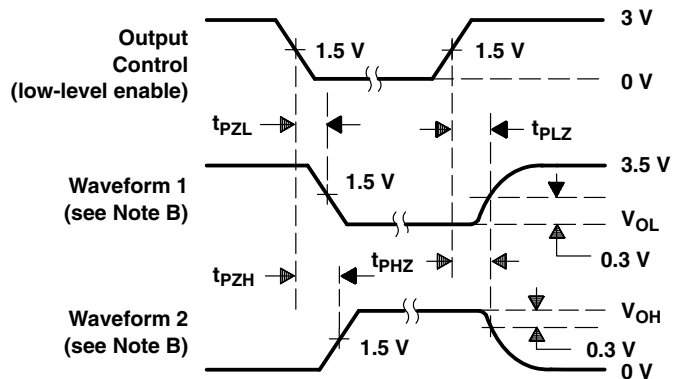 Output
Control
(low-level enable)
1.5 V
1.5 V
3 V
0 V
tPZL
tPLZ
Waveform 1
(see Note B)
1.5 V
3.5 V
VOL
0.3 V
tPZH
tPHZ
Waveform 2
(see Note B)
1.5 V
VOH
0.3 V
0 V